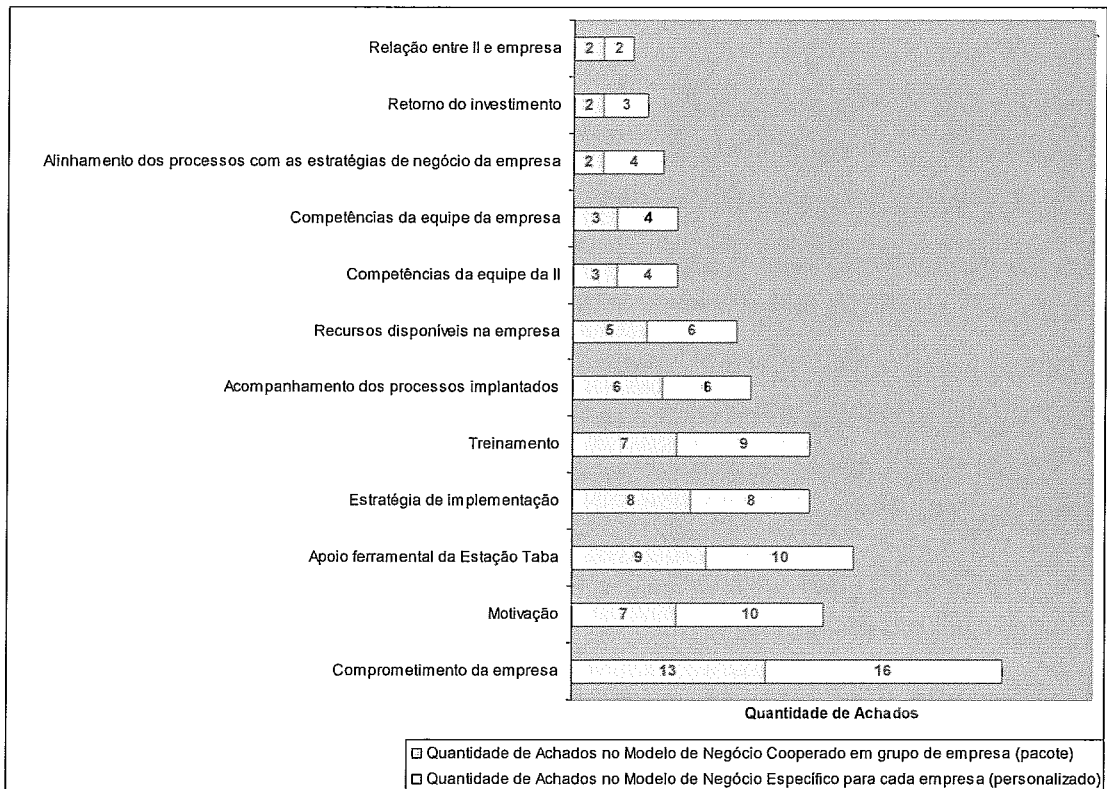 Relação entre II e empresa
2 2
Retorno do investimento
2 3
Alinhamento dos processos com as estratégias de negócio da empresa
2 4
Competências da equipe da empresa
3 4
Competências da equipe da II
3 4
Recursos disponíveis na empresa
5 6
Acompanhamento dos processos implantados
6 6
Treinamento
7 9
Estratégia de implementação
8 8
Apoio ferramental da Estação Taba
9 10
Motivação
7 10
Comprometimento da empresa
13 16
Quantidade de Achados
Quantidade de Achados no Modelo de Negócio Cooperado em grupo de empresa (pacote)
Quantidade de Achados no Modelo de Negócio Específico para cada empresa (personalizado)